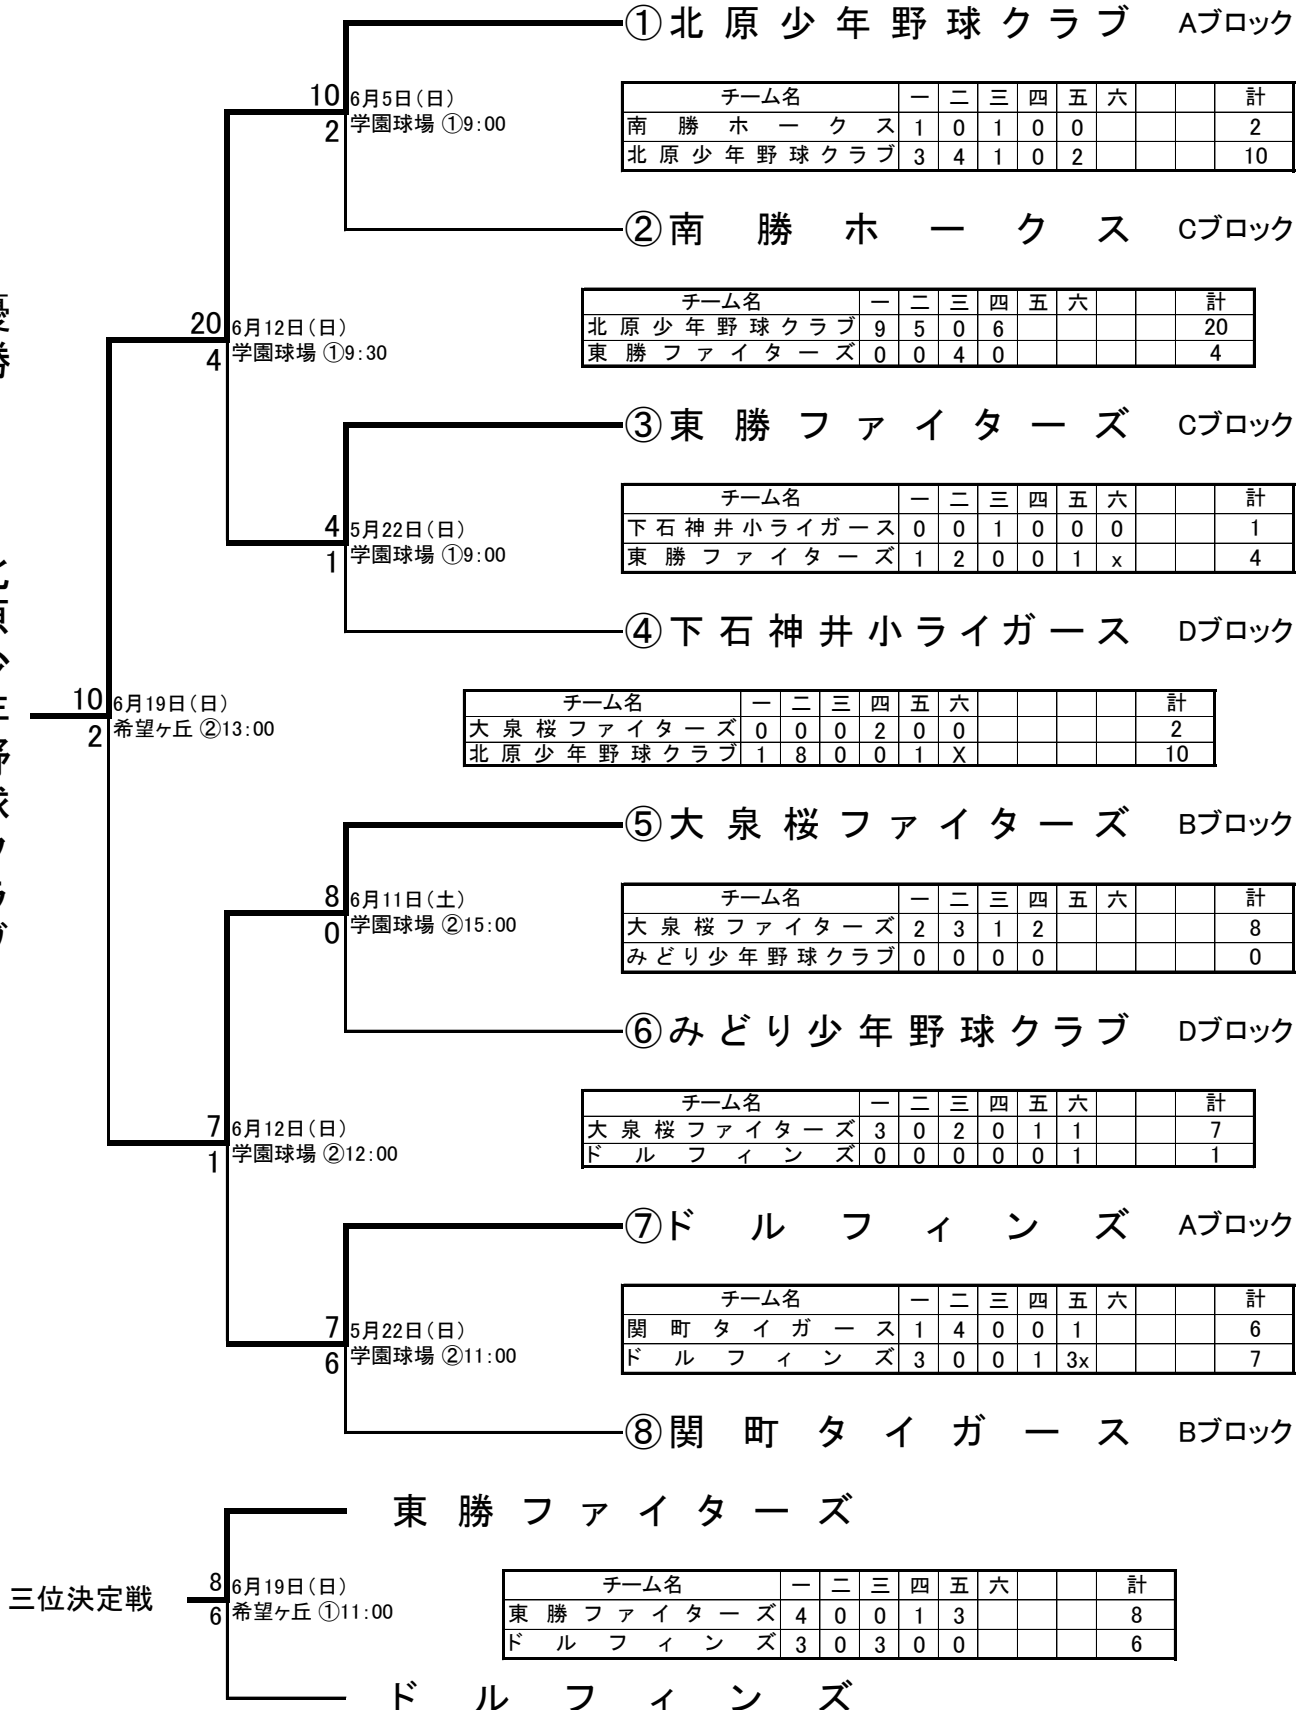 ①北原少年野球クラブ Aブロック
10 6月5日(日)
2 学園球場 ①9:00
チーム名 一 二 三 四 五 六 計
南勝ホークス 1 0 1 0 0 2
北原少年野球クラブ 3 4 1 0 2 10
②南勝ホークス Cブロック
優勝
20 6月12日(日)
4 学園球場 ①9:30
チーム名 一 二 三 四 五 六 計
北原少年野球クラブ 9 5 0 6 20
東勝ファイターズ 0 0 4 0 4
③東勝ファイターズ Cブロック
4 5月22日(日)
1 学園球場 ①9:00
チーム名 一 二 三 四 五 六 計
下石神井小ライガース 0 0 1 0 0 0 1
東勝ファイターズ 1 2 0 0 1 x 4
④下石神井小ライガース Dブロック
北原少年野球クラブ
10 6月19日(日)
2 希望ヶ丘 ②13:00
チーム名 一 二 三 四 五 六 計
大泉桜ファイターズ 0 0 0 2 0 0 2
北原少年野球クラブ 1 8 0 0 1 X 10
⑤大泉桜ファイターズ Bブロック
8 6月11日(土)
0 学園球場 ②15:00
チーム名 一 二 三 四 五 六 計
大泉桜ファイターズ 2 3 1 2 8
みどり少年野球クラブ 0 0 0 0 0
⑥みどり少年野球クラブ Dブロック
7 6月12日(日)
1 学園球場 ②12:00
チーム名 一 二 三 四 五 六 計
大泉桜ファイターズ 3 0 2 0 1 1 7
ドルフィンズ 0 0 0 0 0 1 1
⑦ドルフィンズ Aブロック
7 5月22日(日)
6 学園球場 ②11:00
チーム名 一 二 三 四 五 六 計
関町タイガース 1 4 0 0 1 6
ドルフィンズ 3 0 0 1 3x 7
⑧関町タイガース Bブロック
東勝ファイターズ
三位決定戦
8 6月19日(日)
6 希望ヶ丘 ①11:00
チーム名 一 二 三 四 五 六 計
東勝ファイターズ 4 0 0 1 3 8
ドルフィンズ 3 0 3 0 0 6
ドルフィンズ